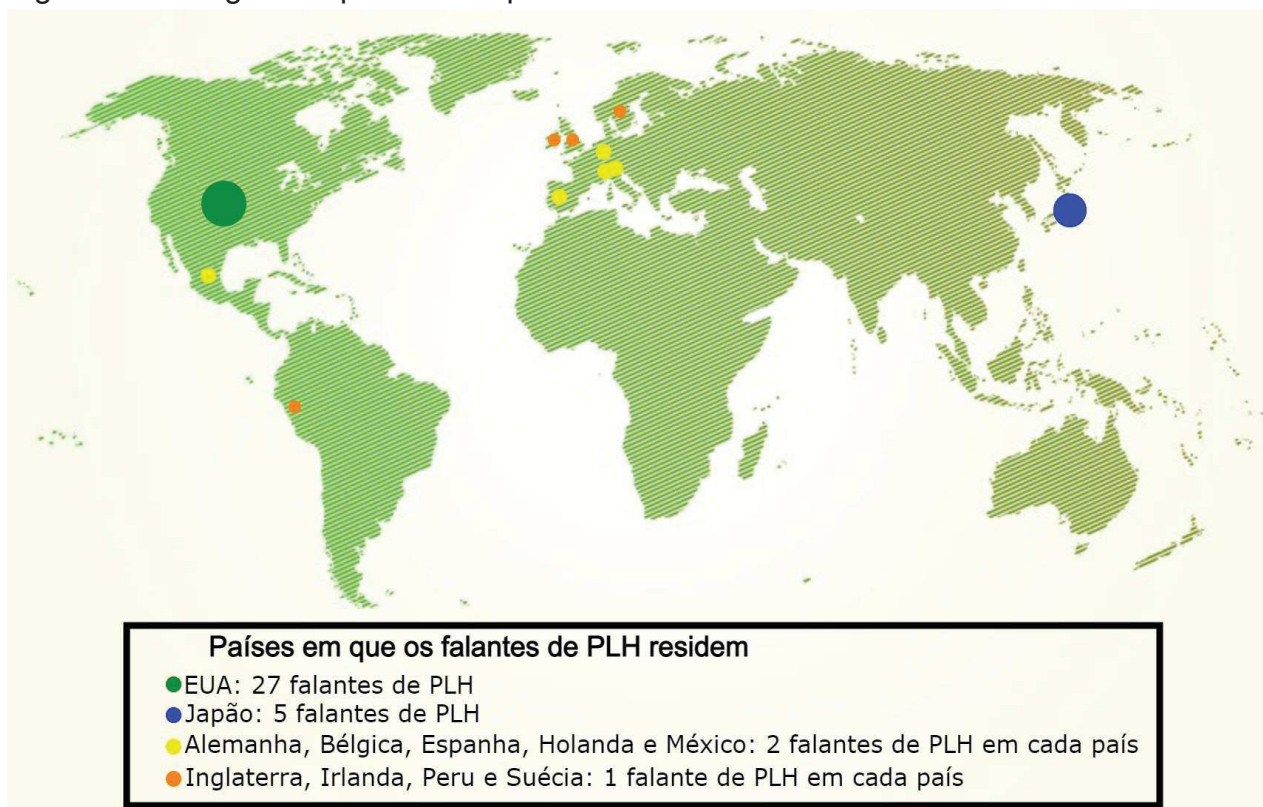 Países em que os falantes de PLH residem
EUA: 27 falantes de PLH
Japão: 5 falantes de PLH
Alemanha, Bélgica, Espanha, Holanda e México: 2 falantes de PLH em cada país
Inglaterra, Irlanda, Peru e Suécia: 1 falante de PLH em cada país